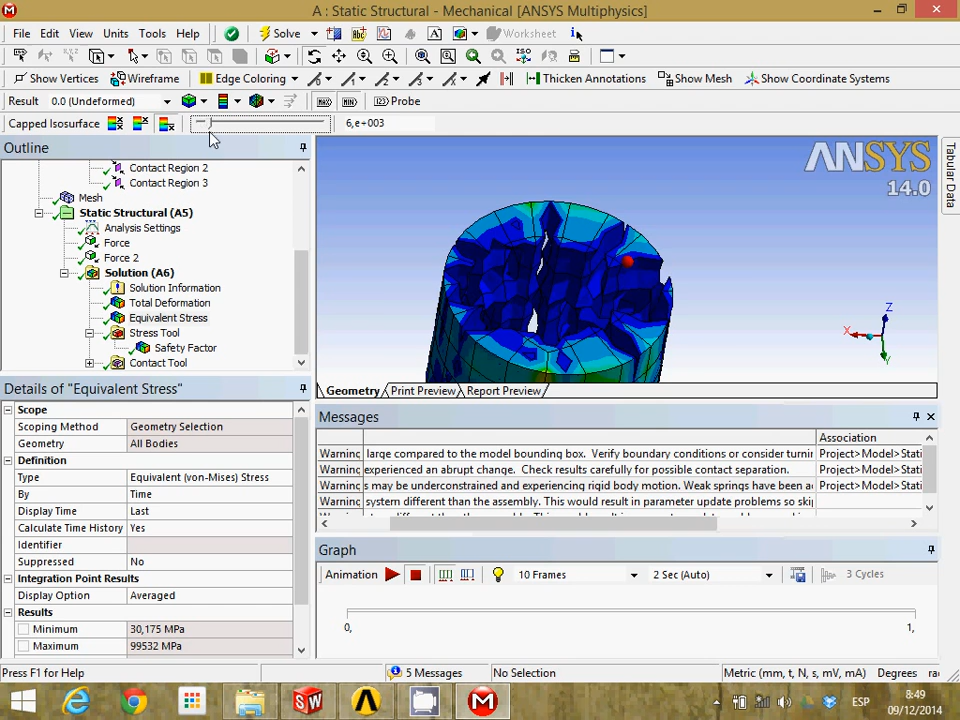 A : Static Structural - Mechanical [ANSYS Multiphysics]
File Edit View Units Tools Help Solve Worksheet i
Show Vertices Wireframe Edge Coloring Thicken Annotations Show Mesh Show Coordinate Systems
Result 0.0 (Undeformed) MAX MIN Probe
Capped Isosurface 6,e+003
Outline
Contact Region 2
Contact Region 3
Mesh
Static Structural (A5)
Analysis Settings
Force
Force 2
Solution (A6)
Solution Information
Total Deformation
Equivalent Stress
Stress Tool
Safety Factor
Contact Tool
ANSYS
14.0
Z
X
Y
Tabular Data
Geometry Print Preview Report Preview
Details of "Equivalent Stress"
Scope
Scoping Method Geometry Selection
Geometry All Bodies
Definition
Type Equivalent (von-Mises) Stress
By Time
Display Time Last
Calculate Time History Yes
Identifier
Suppressed No
Integration Point Results
Display Option Averaged
Results
Minimum 30,175 MPa
Maximum 99532 MPa
Messages
Association
Warning large compared to the model bounding box. Verify boundary conditions or consider turnin Project>Model>Stati
Warning experienced an abrupt change. Check results carefully for possible contact separation. Project>Model>Stati
Warning s may be underconstrained and experiencing rigid body motion. Weak springs have been a Project>Model>Stati
Warning system different than the assembly. This would result in parameter update problems so ski
Graph
Animation 10 Frames 2 Sec (Auto) 3 Cycles
0, 1,
Press F1 for Help 5 Messages No Selection Metric (mm, t, N, s, mV, mA) Degrees ra
ESP
8:49
09/12/2014